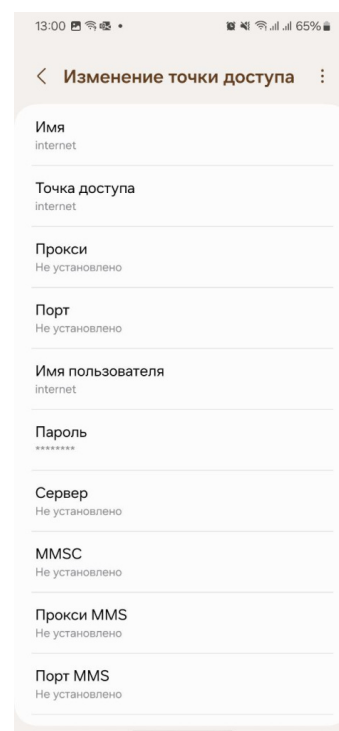 13:00 65%
Изменение точки доступа
Имя
internet
Точка доступа
internet
Прокси
Не установлено
Порт
Не установлено
Имя пользователя
internet
Пароль
********
Сервер
Не установлено
MMSC
Не установлено
Прокси MMS
Не установлено
Порт MMS
Не установлено